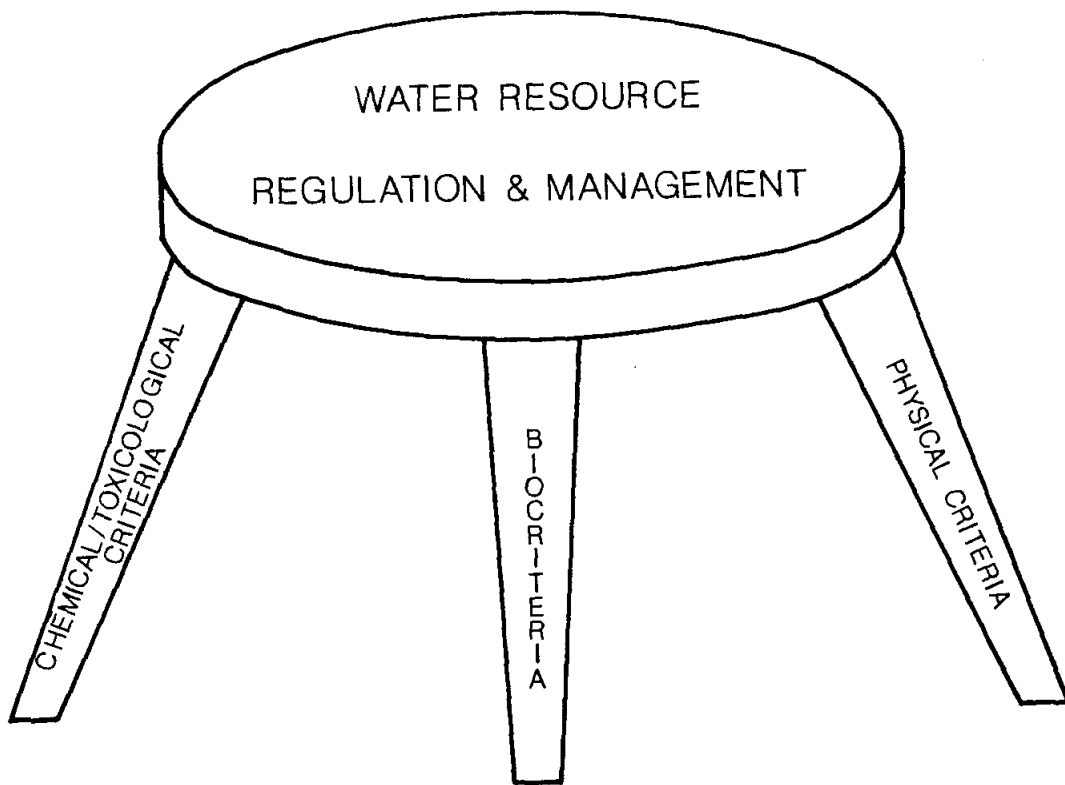 WATER RESOURCE
REGULATION & MANAGEMENT
CHEMICAL/TOXICOLOGICAL
CRITERIA
BIOCRITERIA
PHYSICAL CRITERIA